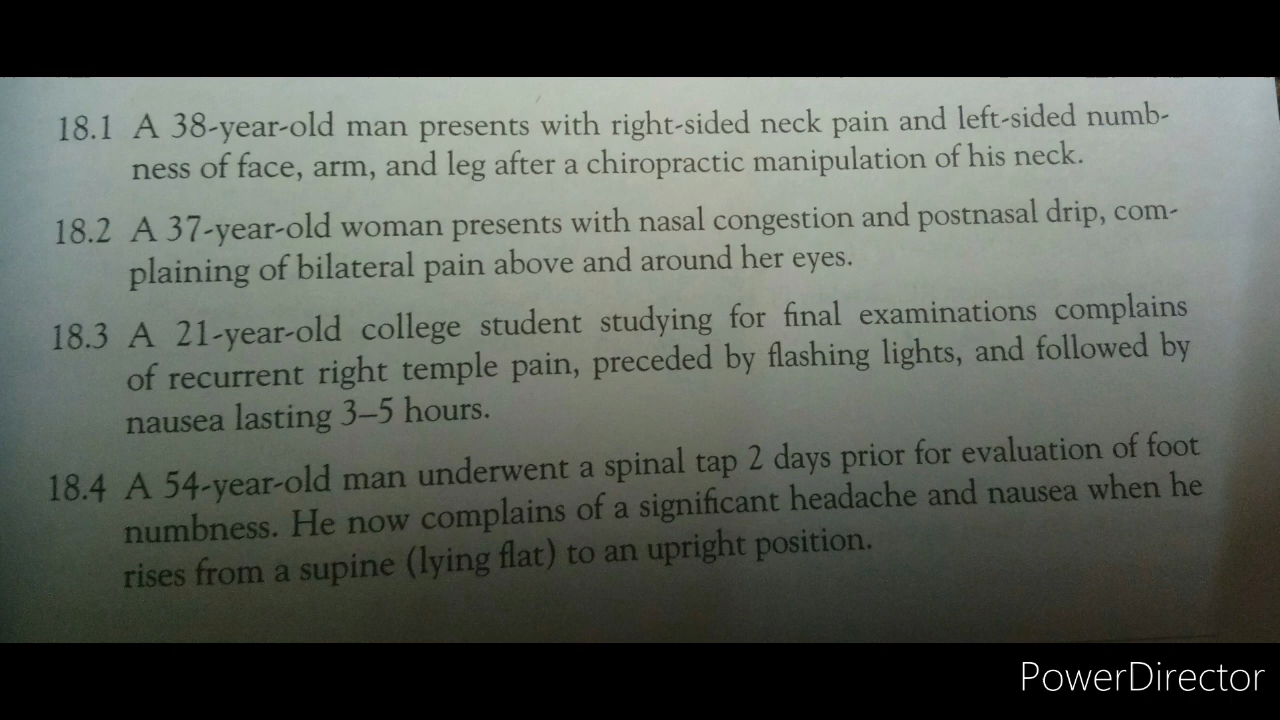 18.1 A 38-year-old man presents with right-sided neck pain and left-sided numb-
ness of face, arm, and leg after a chiropractic manipulation of his neck.
18.2 A 37-year-old woman presents with nasal congestion and postnasal drip, com-
plaining of bilateral pain above and around her eyes.
18.3 A 21-year-old college student studying for final examinations complains
of recurrent right temple pain, preceded by flashing lights, and followed by
nausea lasting 3–5 hours.
18.4 A 54-year-old man underwent a spinal tap 2 days prior for evaluation of foot
numbness. He now complains of a significant headache and nausea when he
rises from a supine (lying flat) to an upright position.
PowerDirector